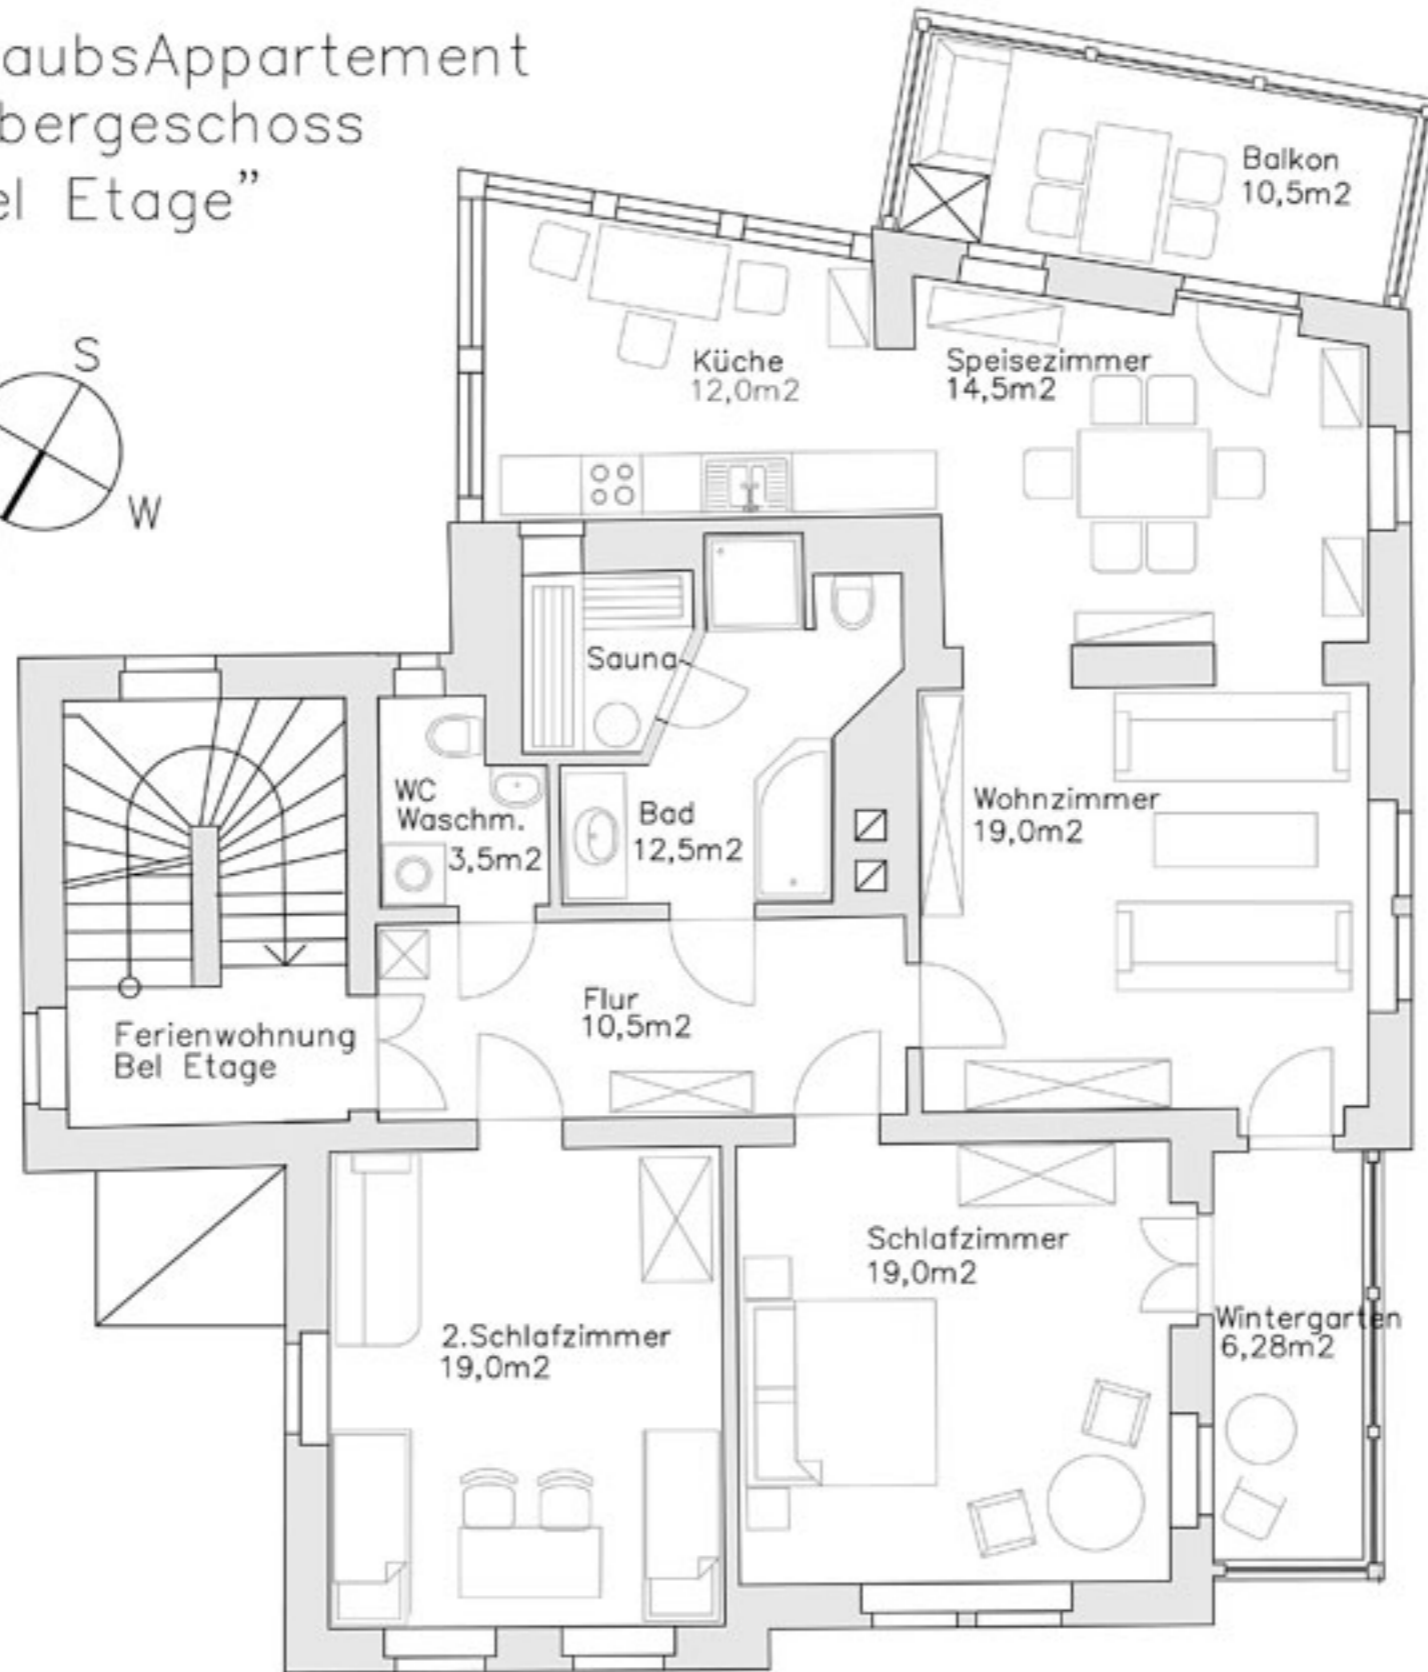 aubsAppartement
bergeschoss
el Etage”
S
W
Balkon
10,5m2
Küche
12,0m2
Speisezimmer
14,5m2
Sauna
WC
Waschm.
3,5m2
Bad
12,5m2
Wohnzimmer
19,0m2
Flur
10,5m2
Ferienwohnung
Bel Etage
Schlafzimmer
19,0m2
2.Schlafzimmer
19,0m2
Wintergarten
6,28m2